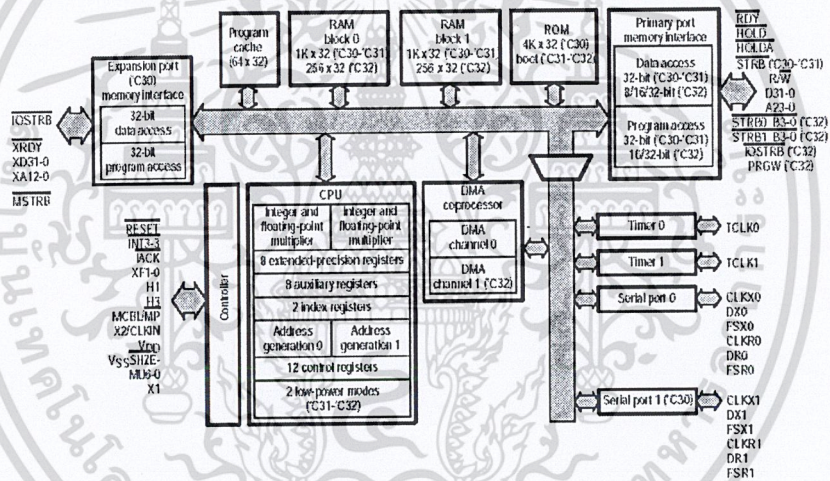 Program
cache
(64 x 32)
RAM
block 0
1K x 32 ('C30-'C31)
256 x 32 ('C32)
RAM
block 1
1K x 32 ('C30-'C31)
256 x 32 ('C32)
ROM
4K x 32 ('C30)
boot ('C31-'C32)
Primary port
memory interface
Data access
32-bit ('C30-'C31)
8/16/32-bit ('C32)
Program access
32-bit ('C30-'C31)
16/32-bit ('C32)
RDY
HOLD
HOLDA
STRB ('C30-'C31)
R/W
D31-0
A23-0
STRB0 B3-0 ('C32)
STRB1 B3-0 ('C32)
IOSTRB ('C32)
PRGW ('C32)
Expansion port
('C30)
memory interface
32-bit
data access
32-bit
program access
IOSTRB
XRDY
XD31-0
XA12-0
MSTRB
CPU
Integer and
floating-point
multiplier
Integer and
floating-point
multiplier
8 extended-precision registers
8 auxiliary registers
2 index registers
Address
generation 0
Address
generation 1
12 control registers
2 low-power modes
('C31-'C32)
Controller
RESET
INT3-3
IACK
XF1-0
H1
H3
MCBL/MP
X2/CLKIN
VDD
VSS SHZE-
MU6-0
X1
DMA
coprocessor
DMA
channel 0
DMA
channel 1 ('C32)
Timer 0
TCLK0
Timer 1
TCLK1
Serial port 0
CLKX0
DX0
FSX0
CLKR0
DR0
FSR0
Serial port 1 ('C30)
CLKX1
DX1
FSX1
CLKR1
DR1
FSR1